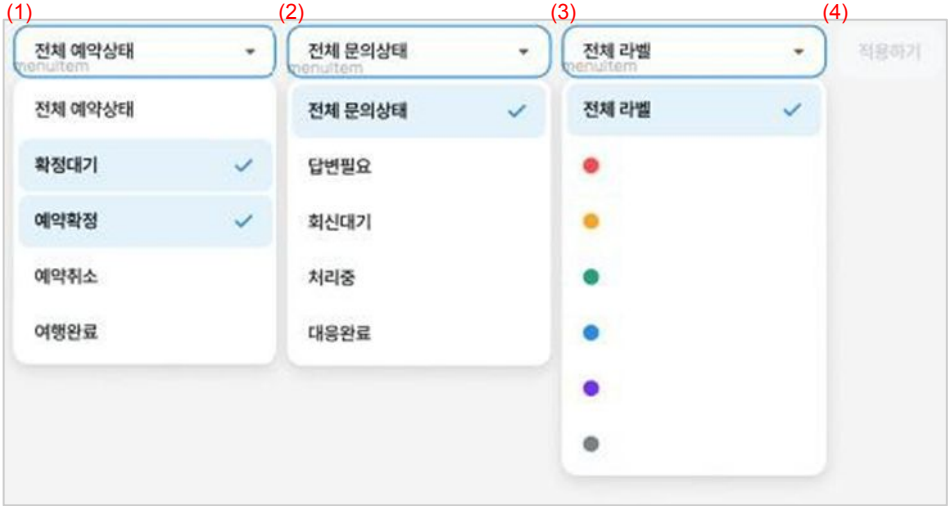 (1)
(2)
(3)
(4)
전체 예약상태
전체 문의상태
전체 라벨
적용하기
menuItem
menuItem
menuItem
전체 예약상태
확정대기
예약확정
예약취소
여행완료
전체 문의상태
답변필요
회신대기
처리중
대응완료
전체 라벨